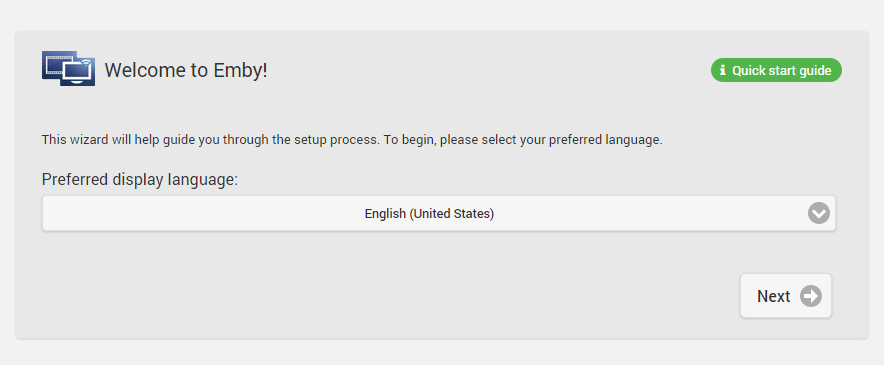 Welcome to Emby!
Quick start guide
This wizard will help guide you through the setup process. To begin, please select your preferred language.
Preferred display language:
English (United States)
Next